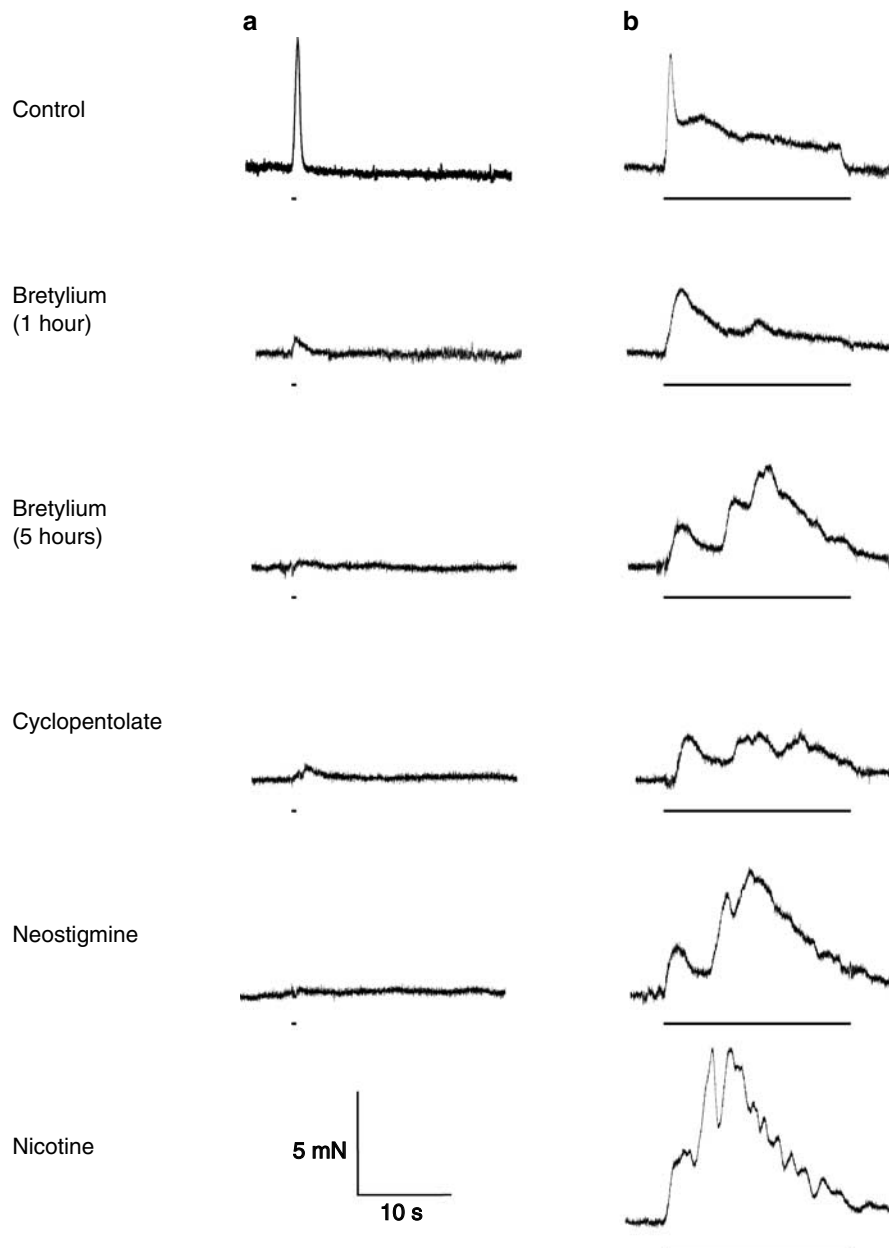 a
b
Control
Bretylium
(1 hour)
Bretylium
(5 hours)
Cyclopentolate
Neostigmine
Nicotine
5 mN
10 s